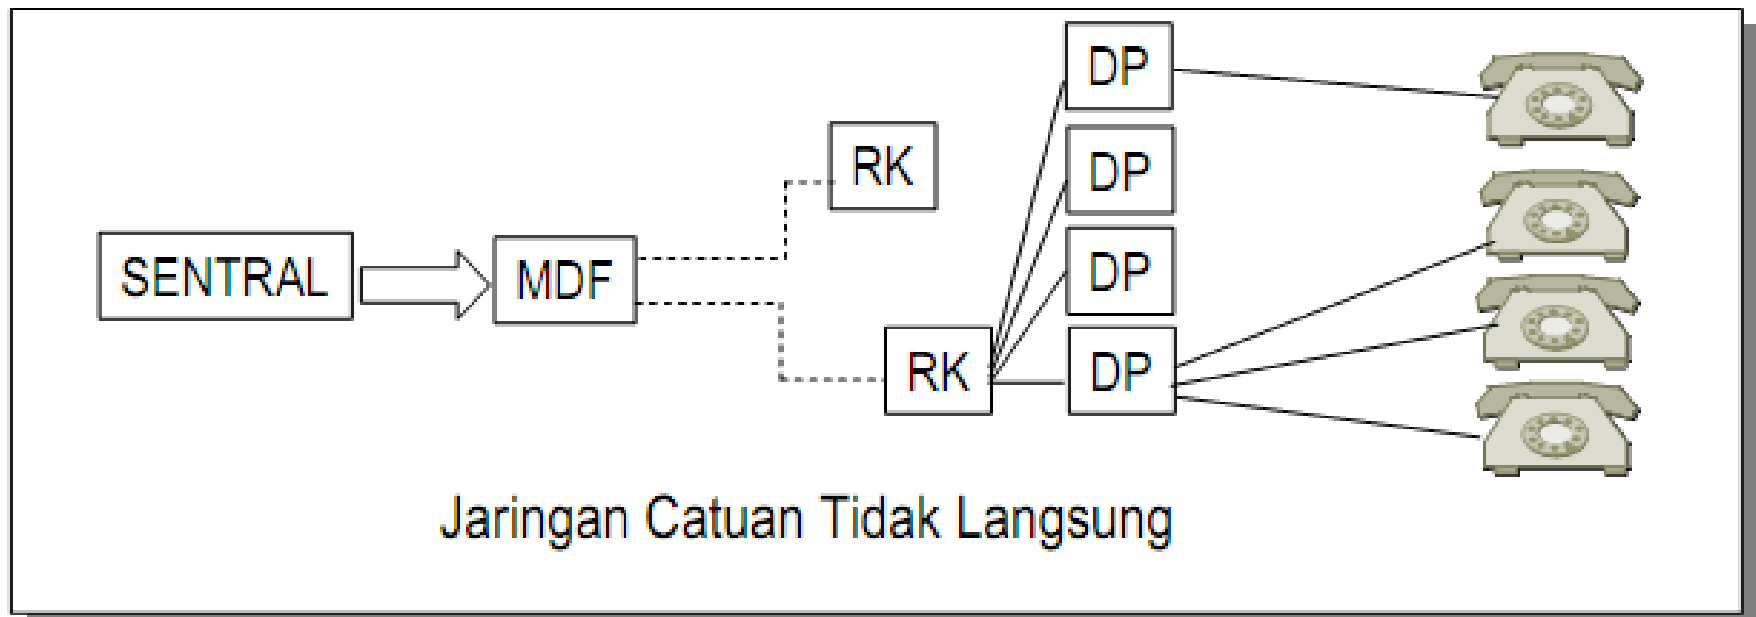 SENTRAL
MDF
RK
RK
DP
DP
DP
DP
Jaringan Catuan Tidak Langsung